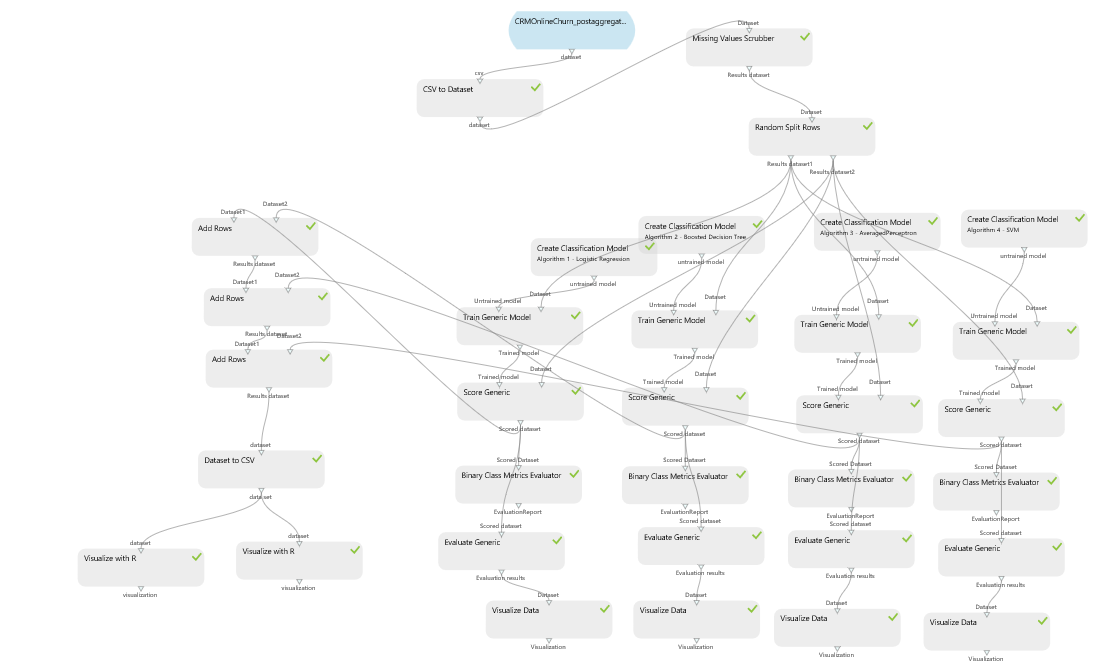 CRMOnlineChurn_postaggregat...
dataset
csv
CSV to Dataset
dataset
Dataset
Missing Values Scrubber
Results dataset
Dataset
Random Split Rows
Results dataset1
Results dataset2
Dataset1
Dataset2
Add Rows
Results dataset
Dataset1
Dataset2
Add Rows
Results dataset
Dataset1
Dataset2
Add Rows
Results dataset
dataset
Dataset to CSV
dataset
dataset
dataset
Visualize with R
Visualize with R
visualization
visualization
Create Classification Model
Algorithm 1 - Logistic Regression
untrained model
Untrained model
Dataset
Train Generic Model
Trained model
Trained model
Dataset
Score Generic
Scored dataset
Scored Dataset
Binary Class Metrics Evaluator
EvaluationReport
Scored dataset
Evaluate Generic
Evaluation results
Dataset
Visualize Data
Visualization
Create Classification Model
Algorithm 2 - Boosted Decision Tree
untrained model
Untrained model
Dataset
Train Generic Model
Trained model
Trained model
Dataset
Score Generic
Scored dataset
Scored Dataset
Binary Class Metrics Evaluator
EvaluationReport
Scored dataset
Evaluate Generic
Evaluation results
Dataset
Visualize Data
Visualization
Create Classification Model
Algorithm 3 - AveragedPerceptron
untrained model
Untrained model
Dataset
Train Generic Model
Trained model
Trained model
Dataset
Score Generic
Scored dataset
Scored Dataset
Binary Class Metrics Evaluator
EvaluationReport
Scored dataset
Evaluate Generic
Evaluation results
Dataset
Visualize Data
Visualization
Create Classification Model
Algorithm 4 - SVM
untrained model
Untrained model
Dataset
Train Generic Model
Trained model
Trained model
Dataset
Score Generic
Scored dataset
Scored Dataset
Binary Class Metrics Evaluator
EvaluationReport
Scored dataset
Evaluate Generic
Evaluation results
Dataset
Visualize Data
Visualization